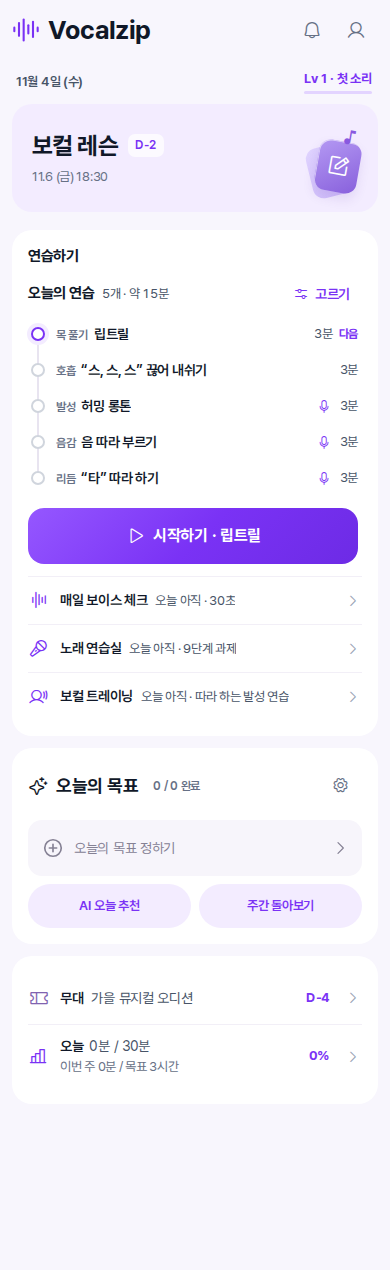 Vocalzip
11월 4일 (수)
Lv 1 · 첫 소리
보컬 레슨 D-2
11.6 (금) 18:30
연습하기
오늘의 연습 5개 · 약 15분 고르기
목 풀기 립트릴 3분 다음
호흡 “스, 스, 스” 끊어 내쉬기 3분
발성 허밍 롱톤 3분
음감 음 따라 부르기 3분
리듬 “타” 따라 하기 3분
시작하기 · 립트릴
매일 보이스 체크 오늘 아직 · 30초
노래 연습실 오늘 아직 · 9단계 과제
보컬 트레이닝 오늘 아직 · 따라 하는 발성 연습
오늘의 목표 0 / 0 완료
오늘의 목표 정하기
AI 오늘 추천
주간 돌아보기
무대 가을 뮤지컬 오디션 D-4
오늘 0분 / 30분 0%
이번 주 0분 / 목표 3시간